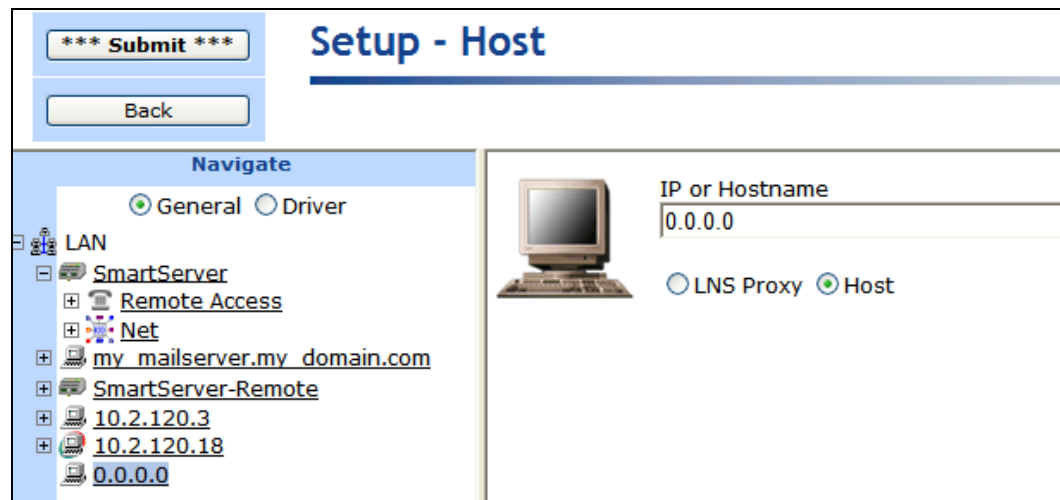 *** Submit ***
Setup - Host
Back
Navigate
General Driver
LAN
SmartServer
Remote Access
Net
my_mailserver.my_domain.com
SmartServer-Remote
10.2.120.3
10.2.120.18
0.0.0.0
IP or Hostname
0.0.0.0
LNS Proxy Host